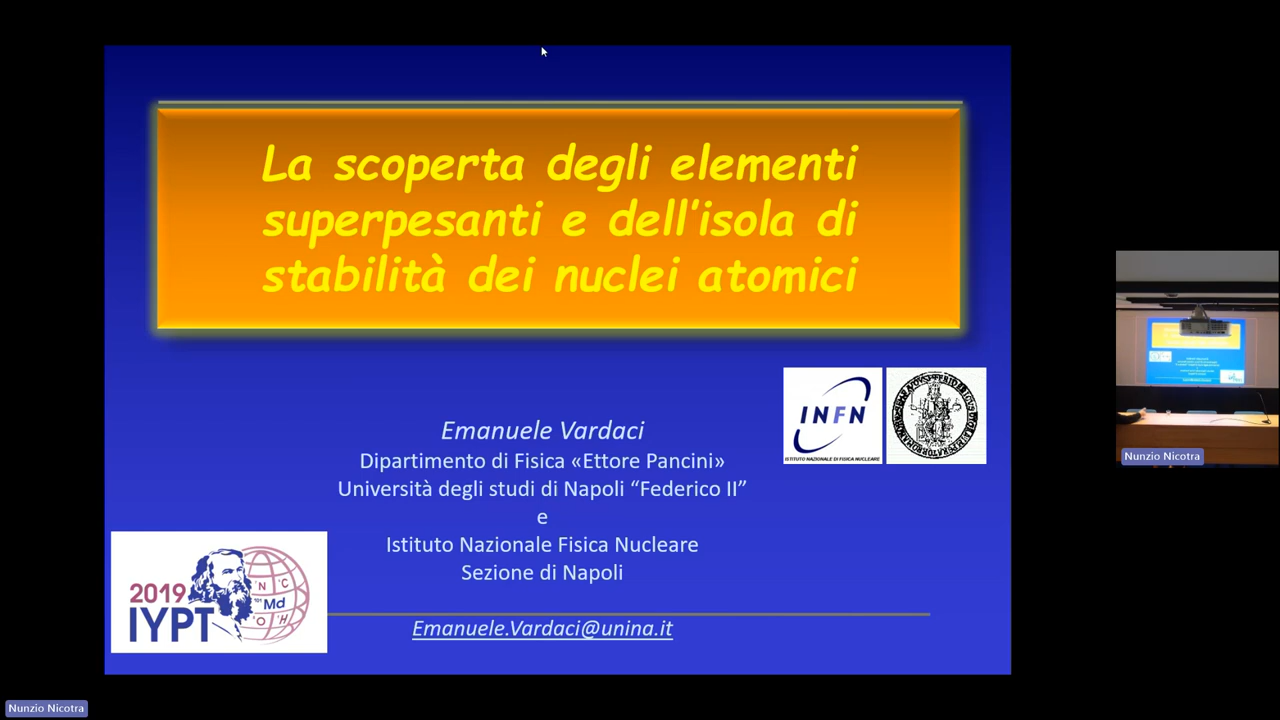 La scoperta degli elementi
superpesanti e dell'isola di
stabilità dei nuclei atomici
INFN
ISTITUTO NAZIONALE DI FISICA NUCLEARE
Emanuele Vardaci
Dipartimento di Fisica «Ettore Pancini»
Università degli studi di Napoli “Federico II”
e
Istituto Nazionale Fisica Nucleare
Sezione di Napoli
2019
IYPT
N C
101 Md
O H
Emanuele.Vardaci@unina.it
Nunzio Nicotra
Nunzio Nicotra